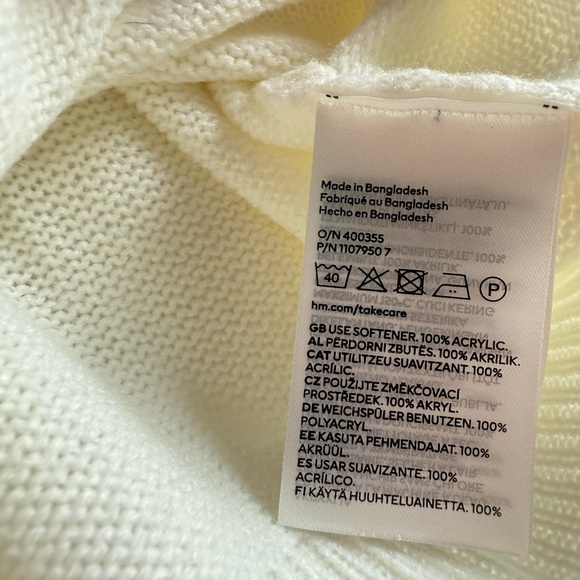 Made in Bangladesh
Fabriqué au Bangladesh
Hecho en Bangladesh
O/N 400355
P/N 1107950 7
40 P
hm.com/takecare
GB USE SOFTENER. 100% ACRYLIC.
AL PËRDORNI ZBUTËS. 100% AKRILIK.
CAT UTILITZEU SUAVITZANT. 100%
ACRÍLIC.
CZ POUŽIJTE ZMĚKČOVACÍ
PROSTŘEDEK. 100% AKRYL.
DE WEICHSPÜLER BENUTZEN. 100%
POLYACRYL.
EE KASUTA PEHMENDAJAT. 100%
AKRÜÜL.
ES USAR SUAVIZANTE. 100%
ACRÍLICO.
FI KÄYTÄ HUUHTELUAINETTA. 100%